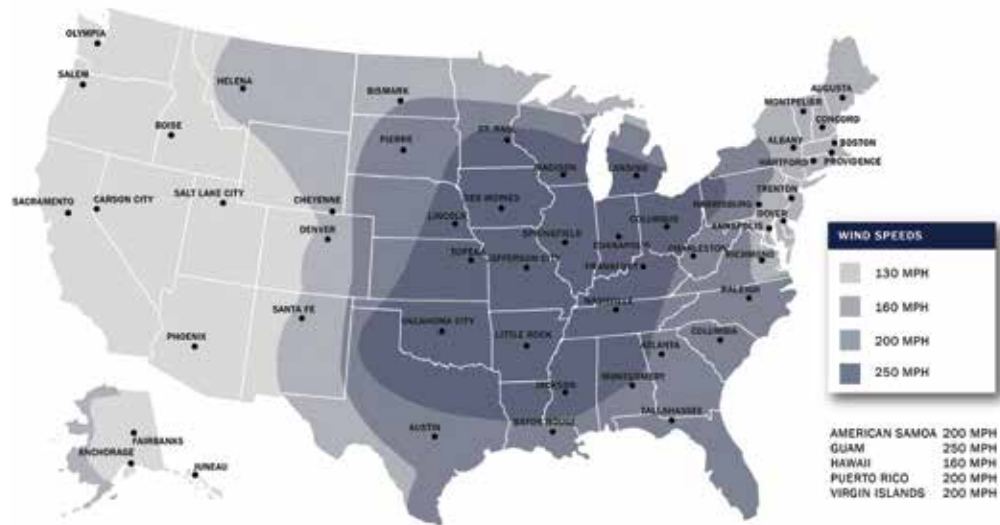 OLYMPIA
SALEM
HELENA
BISMARK
BOISE
PIERRE
ST. PAUL
MADISON
LANSING
AUGUSTA
MONTPELIER
CONCORD
ALBANY
BOSTON
HARTFORD
PROVIDENCE
SACRAMENTO
CARSON CITY
SALT LAKE CITY
CHEYENNE
DENVER
LINCOLN
DES MOINES
TOPEKA
SPRINGFIELD
JEFFERSON CITY
COLUMBUS
FRANKFORT
CHARLESTON
HARRISBURG
TRENTON
DOVER
ANNAPOLIS
RICHMOND
RALEIGH
NASHVILLE
SANTA FE
PHOENIX
OKLAHOMA CITY
LITTLE ROCK
ATLANTA
COLUMBIA
JACKSON
MONTGOMERY
TALLAHASSEE
AUSTIN
BATON ROUGE
FAIRBANKS
ANCHORAGE
JUNEAU
WIND SPEEDS
130 MPH
160 MPH
200 MPH
250 MPH
AMERICAN SAMOA 200 MPH
GUAM 250 MPH
HAWAII 160 MPH
PUERTO RICO 200 MPH
VIRGIN ISLANDS 200 MPH